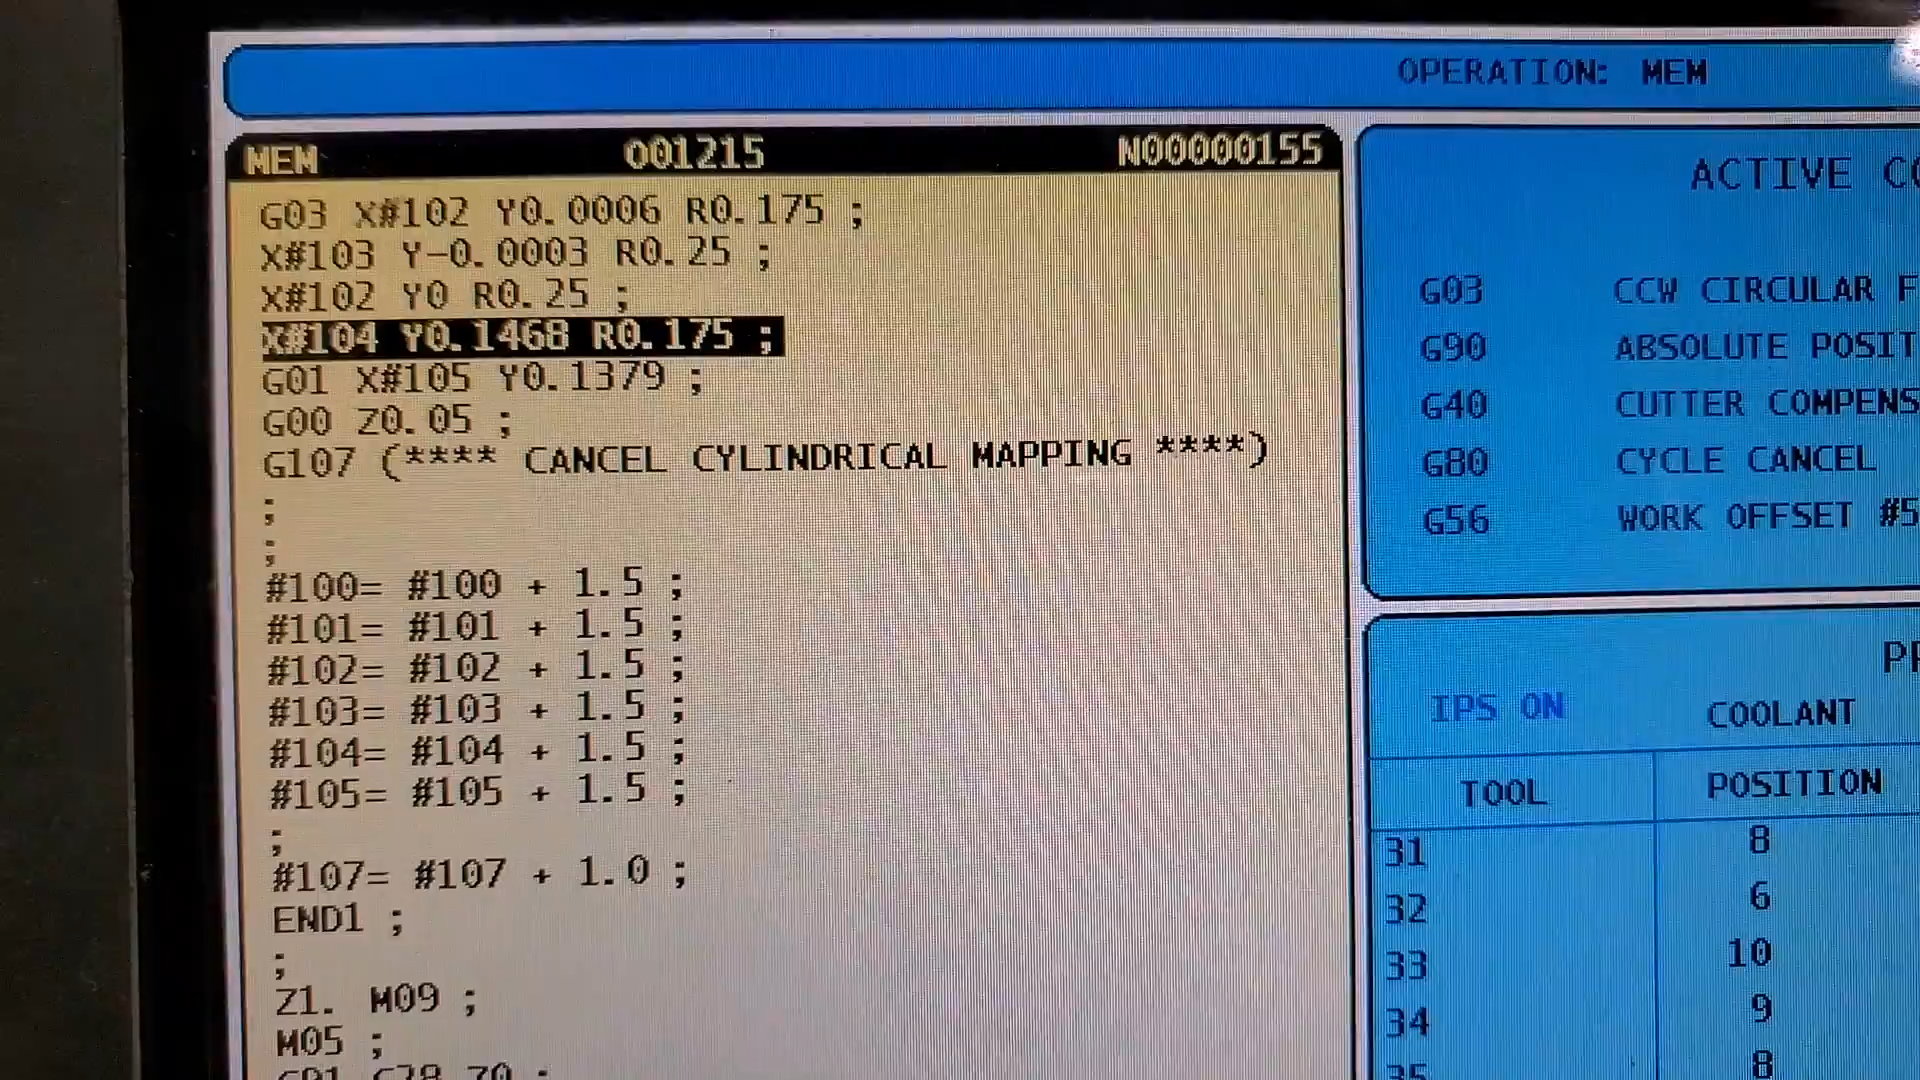 OPERATION: MEM
MEM O01215 N00000155
G03 X#102 Y0.0006 R0.175 ;
X#103 Y-0.0003 R0.25 ;
X#102 Y0 R0.25 ;
X#104 Y0.1468 R0.175 ;
G01 X#105 Y0.1379 ;
G00 Z0.05 ;
G107 (**** CANCEL CYLINDRICAL MAPPING ****)
;
;
#100= #100 + 1.5 ;
#101= #101 + 1.5 ;
#102= #102 + 1.5 ;
#103= #103 + 1.5 ;
#104= #104 + 1.5 ;
#105= #105 + 1.5 ;
;
#107= #107 + 1.0 ;
END1 ;
;
Z1. M09 ;
M05 ;
ACTIVE
G03 CCW CIRCULAR
G90 ABSOLUTE
G40 CUTTER
G80 CYCLE CANCEL
G56 WORK OFFSET #5
IPS ON COOLANT
TOOL POSITION
31 8
32 6
33 10
34 9
35 8